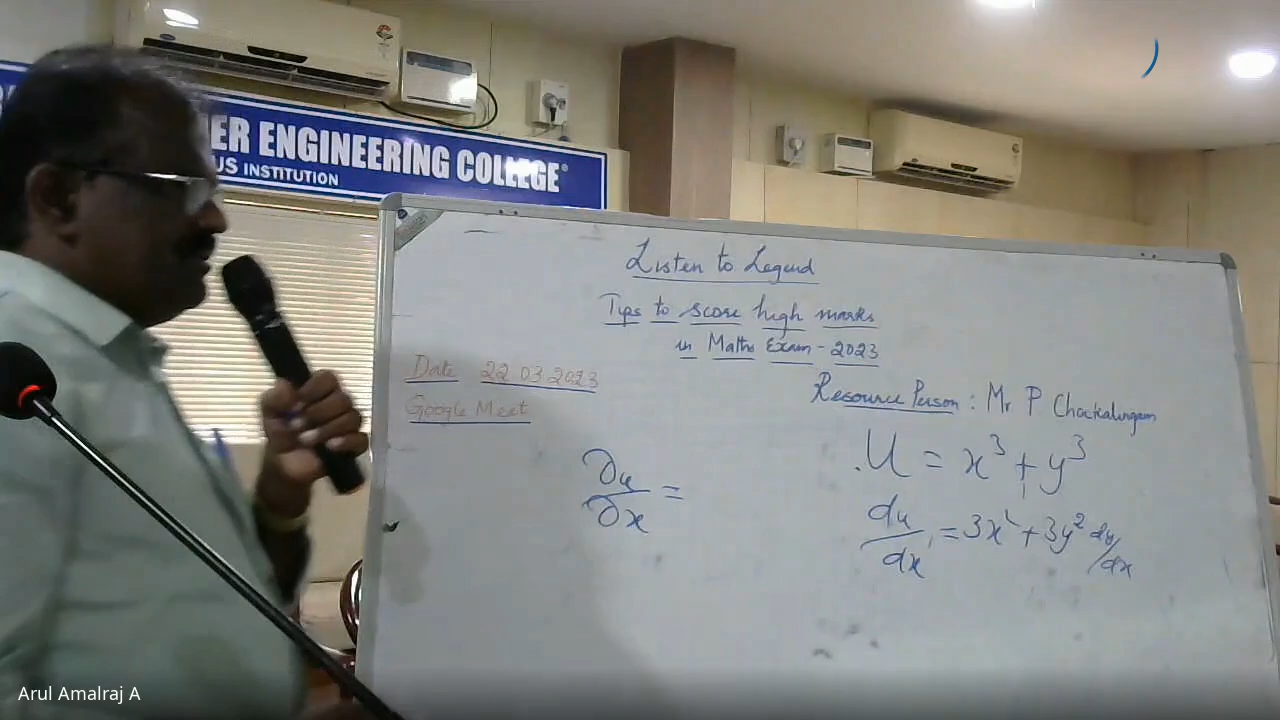 ER ENGINEERING COLLEGE
US INSTITUTION
Listen to Legend
Tips to score high marks
in Maths Exam - 2023
Date 22.03.2023
Google Meet
Resource Person : Mr P Chockalingam
U = x³ + y³
∂u/∂x =
du/dx = 3x² + 3y² dy/dx
Arul Amalraj A